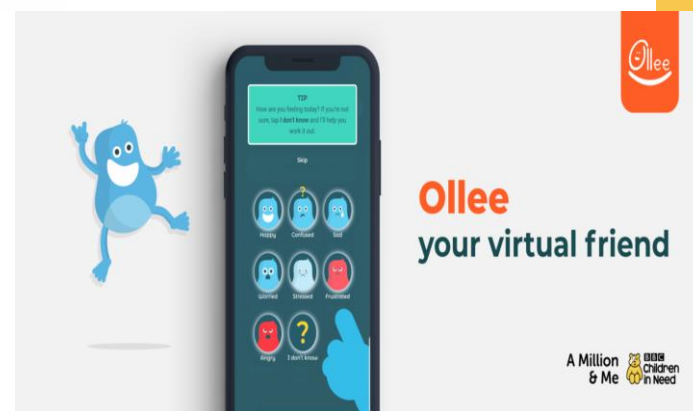 Ollee
TIP
How are you feeling today? If you're not
sure, tap I don't know and I'll help you
work it out.
Skip
?
Happy Confused Sad
Worried Stressed Frustrated
?
Angry I don't know
Ollee
your virtual friend
A Million
& Me
BBC
Children
in Need